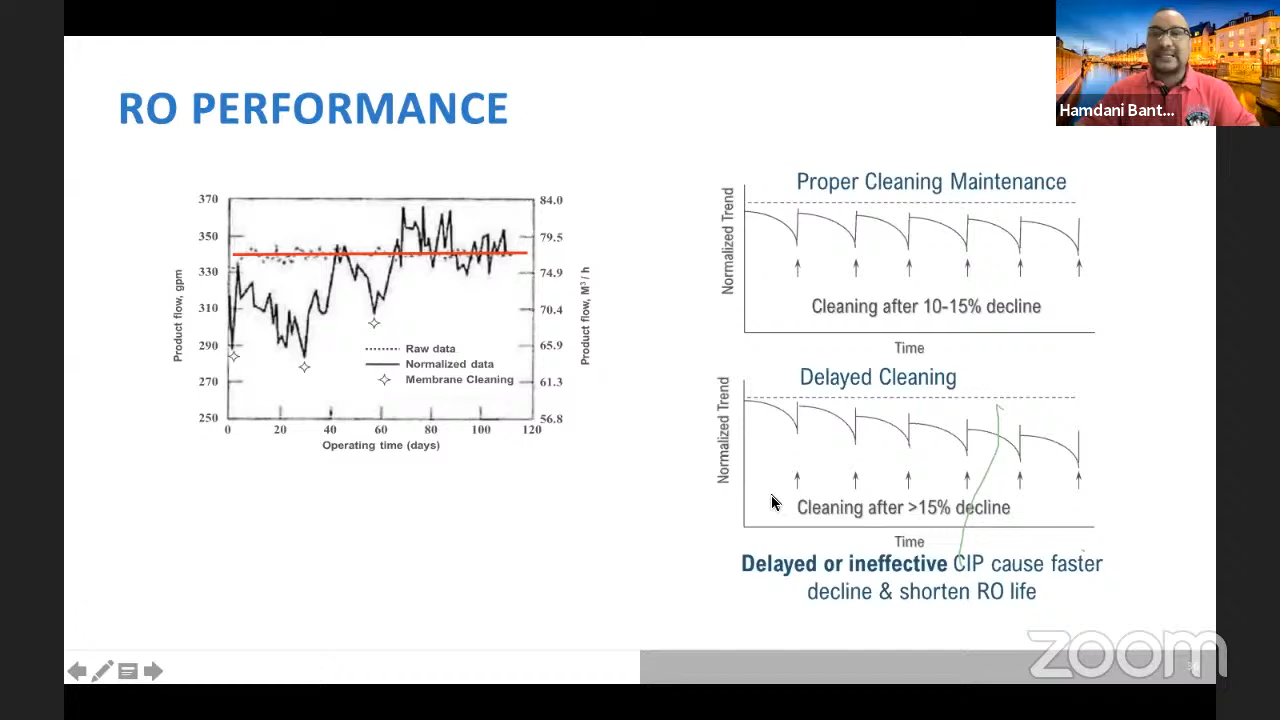 RO PERFORMANCE
Hamdani Bant...
370
350
330
310
290
270
250
84.0
79.5
74.9
70.4
65.9
61.3
56.8
0
20
40
60
80
100
120
Product flow, gpm
Product flow, M³ / h
Operating time (days)
Raw data
Normalized data
Membrane Cleaning
Proper Cleaning Maintenance
Normalized Trend
Cleaning after 10-15% decline
Time
Delayed Cleaning
Normalized Trend
Cleaning after >15% decline
Time
Delayed or ineffective CIP cause faster
decline & shorten RO life
zoom